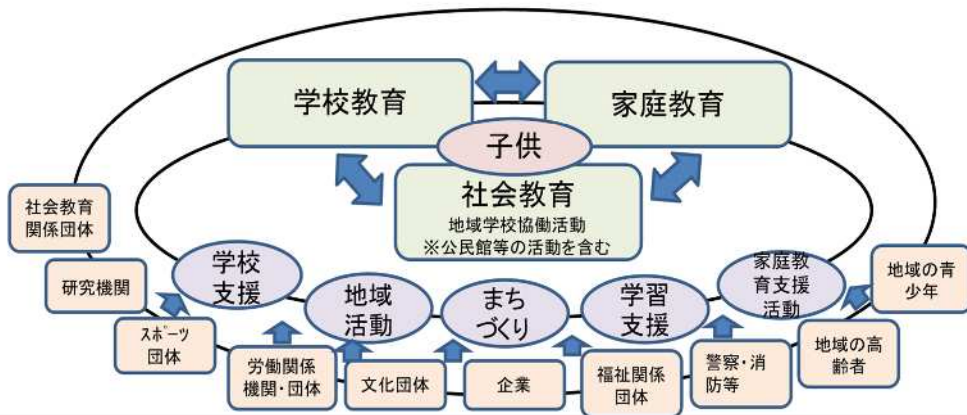 学校教育
家庭教育
子供
社会教育
地域学校協働活動
※公民館等の活動を含む
社会教育
関係団体
研究機関
スポーツ
団体
学校
支援
地域
活動
まち
づくり
学習
支援
家庭教
育支援
活動
地域の青
少年
労働関係
機関・団体
文化団体
企業
福祉関係
団体
警察・消
防等
地域の高
齢者